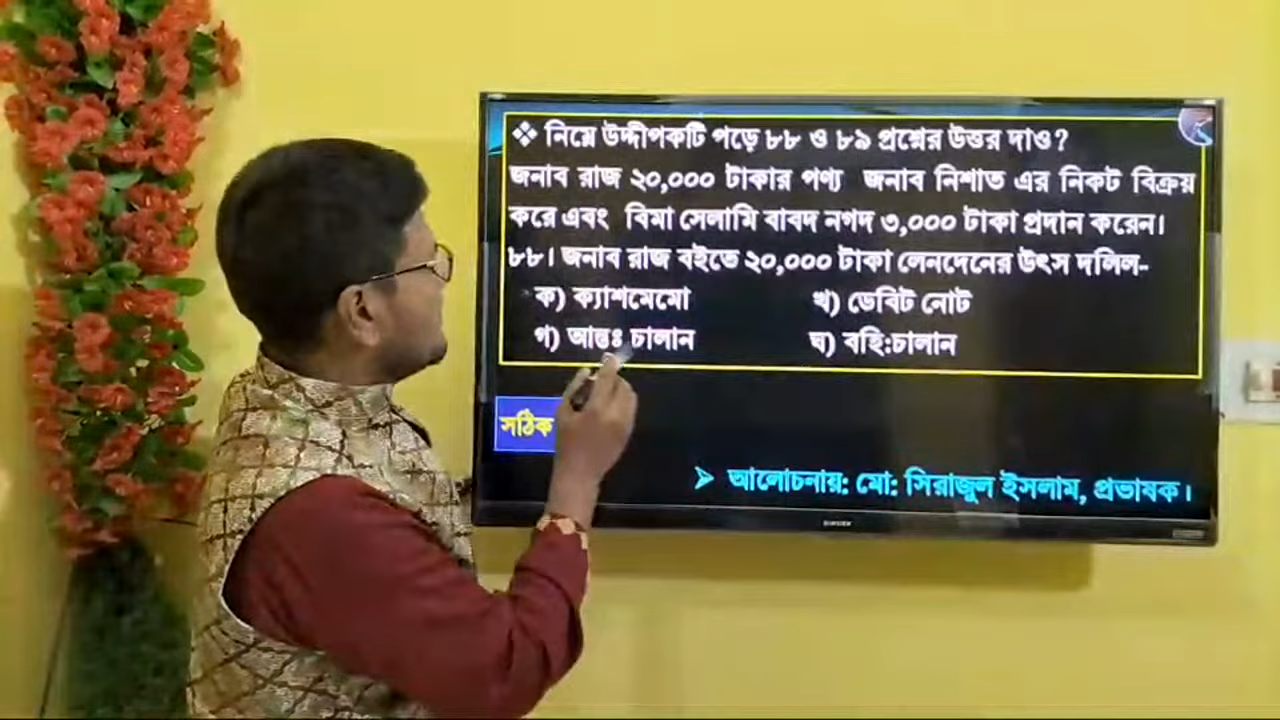 ❖ নিম্নে উদ্দীপকটি পড়ে ৮৮ ও ৮৯ প্রশ্নের উত্তর দাও?
জনাব রাজ ২০,০০০ টাকার পণ্য জনাব নিশাত এর নিকট বিক্রয়
করে এবং বিমা সেলামি বাবদ নগদ ৩,০০০ টাকা প্রদান করেন।
৮৮। জনাব রাজ বইতে ২০,০০০ টাকা লেনদেনের উৎস দলিল-
ক) ক্যাশমেমো খ) ডেবিট নোট
গ) আন্তঃ চালান ঘ) বহি:চালান
সঠিক
➢ আলোচনায়: মো: সিরাজুল ইসলাম, প্রভাষক।